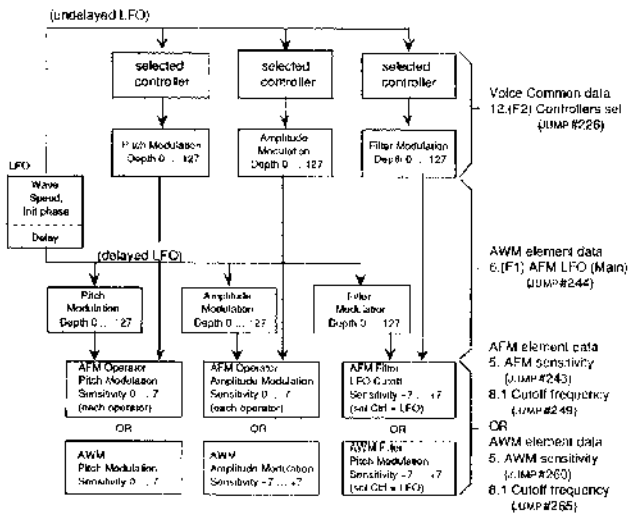 (undelayed LFO)
selected
controller
selected
controller
selected
controller
Voice Common data
12.(F2) Controllers sel
(JUMP #226)
Pitch Modulation
Depth 0 ... 127
Amplitude
Modulation
Depth 0 ... 127
Filter Modulation
Depth 0 ... 127
LFO
Wave
Speed,
Init phase
Delay
(delayed LFO)
AWM element data
6.(F1) AFM LFO (Main)
(JUMP #244)
Pitch
Modulation
Depth 0 ... 127
Amplitude
Modulation
Depth 0 ... 127
Filter
Modulation
Depth 0 ... 127
AFM Operator
Pitch Modulation
Sensitivity 0 ... 7
(each operator)
AFM Operator
Amplitude Modulation
Sensitivity 0 ... 7
(each operator)
AFM Filter
LFO Cutoff
Sensitivity -7 ... +7
(set Ctrl = LFO)
AFM element data
5. AFM sensitivity
(JUMP #243)
8.1 Cutoff frequency
(JUMP #249)
OR
OR
OR
OR
AWM
Pitch Modulation
Sensitivity 0 ... 7
AWM
Amplitude Modulation
Sensitivity -7 ... +7
AWM Filter
Pitch Modulation
Sensitivity -7 ... +7
(set Ctrl = LFO)
AWM element data
5. AWM sensitivity
(JUMP #260)
8.1 Cutoff frequency
(JUMP #265)